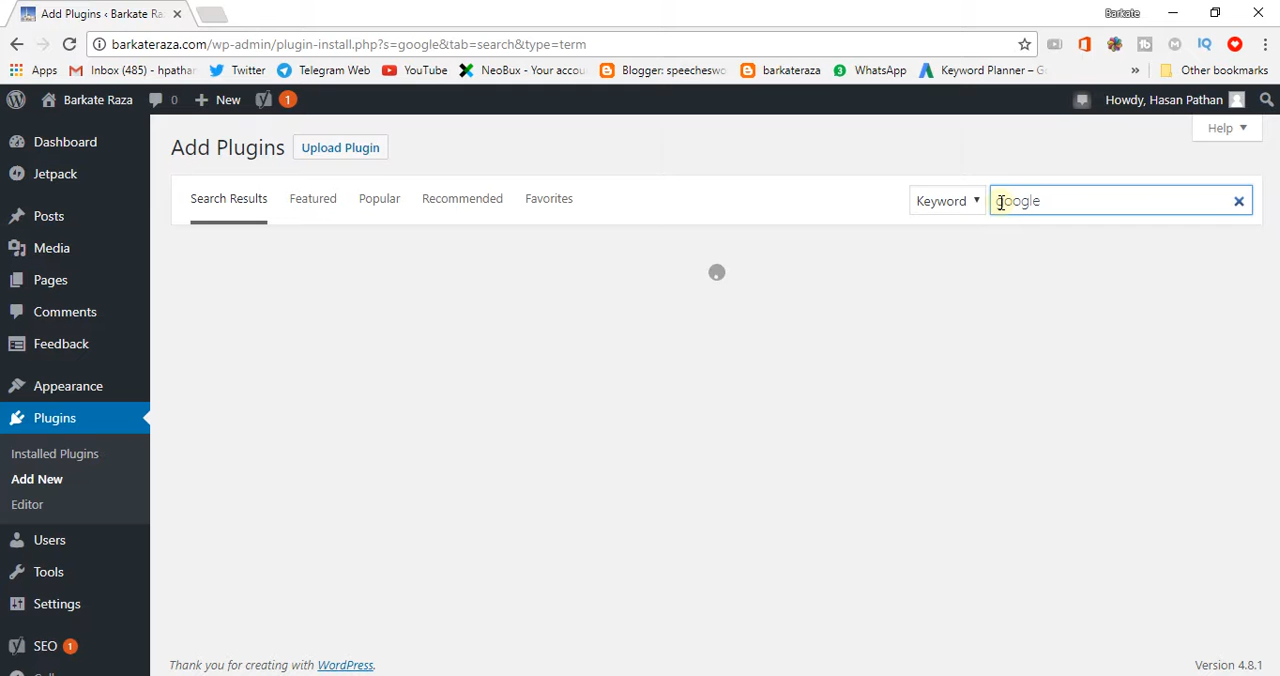 Add Plugins ‹ Barkate Ra
Barkate
barkateraza.com/wp-admin/plugin-install.php?s=google&tab=search&type=term
Apps
Inbox (485) - hpathan
Twitter
Telegram Web
YouTube
NeoBux - Your accou
Blogger: speecheswo
barkateraza
WhatsApp
Keyword Planner – Go
»
Other bookmarks
Barkate Raza
0
New
1
Howdy, Hasan Pathan
Dashboard
Jetpack
Posts
Media
Pages
Comments
Feedback
Appearance
Plugins
Installed Plugins
Add New
Editor
Users
Tools
Settings
SEO 1
Add Plugins
Upload Plugin
Help
Search Results
Featured
Popular
Recommended
Favorites
Keyword
google
Thank you for creating with WordPress.
Version 4.8.1